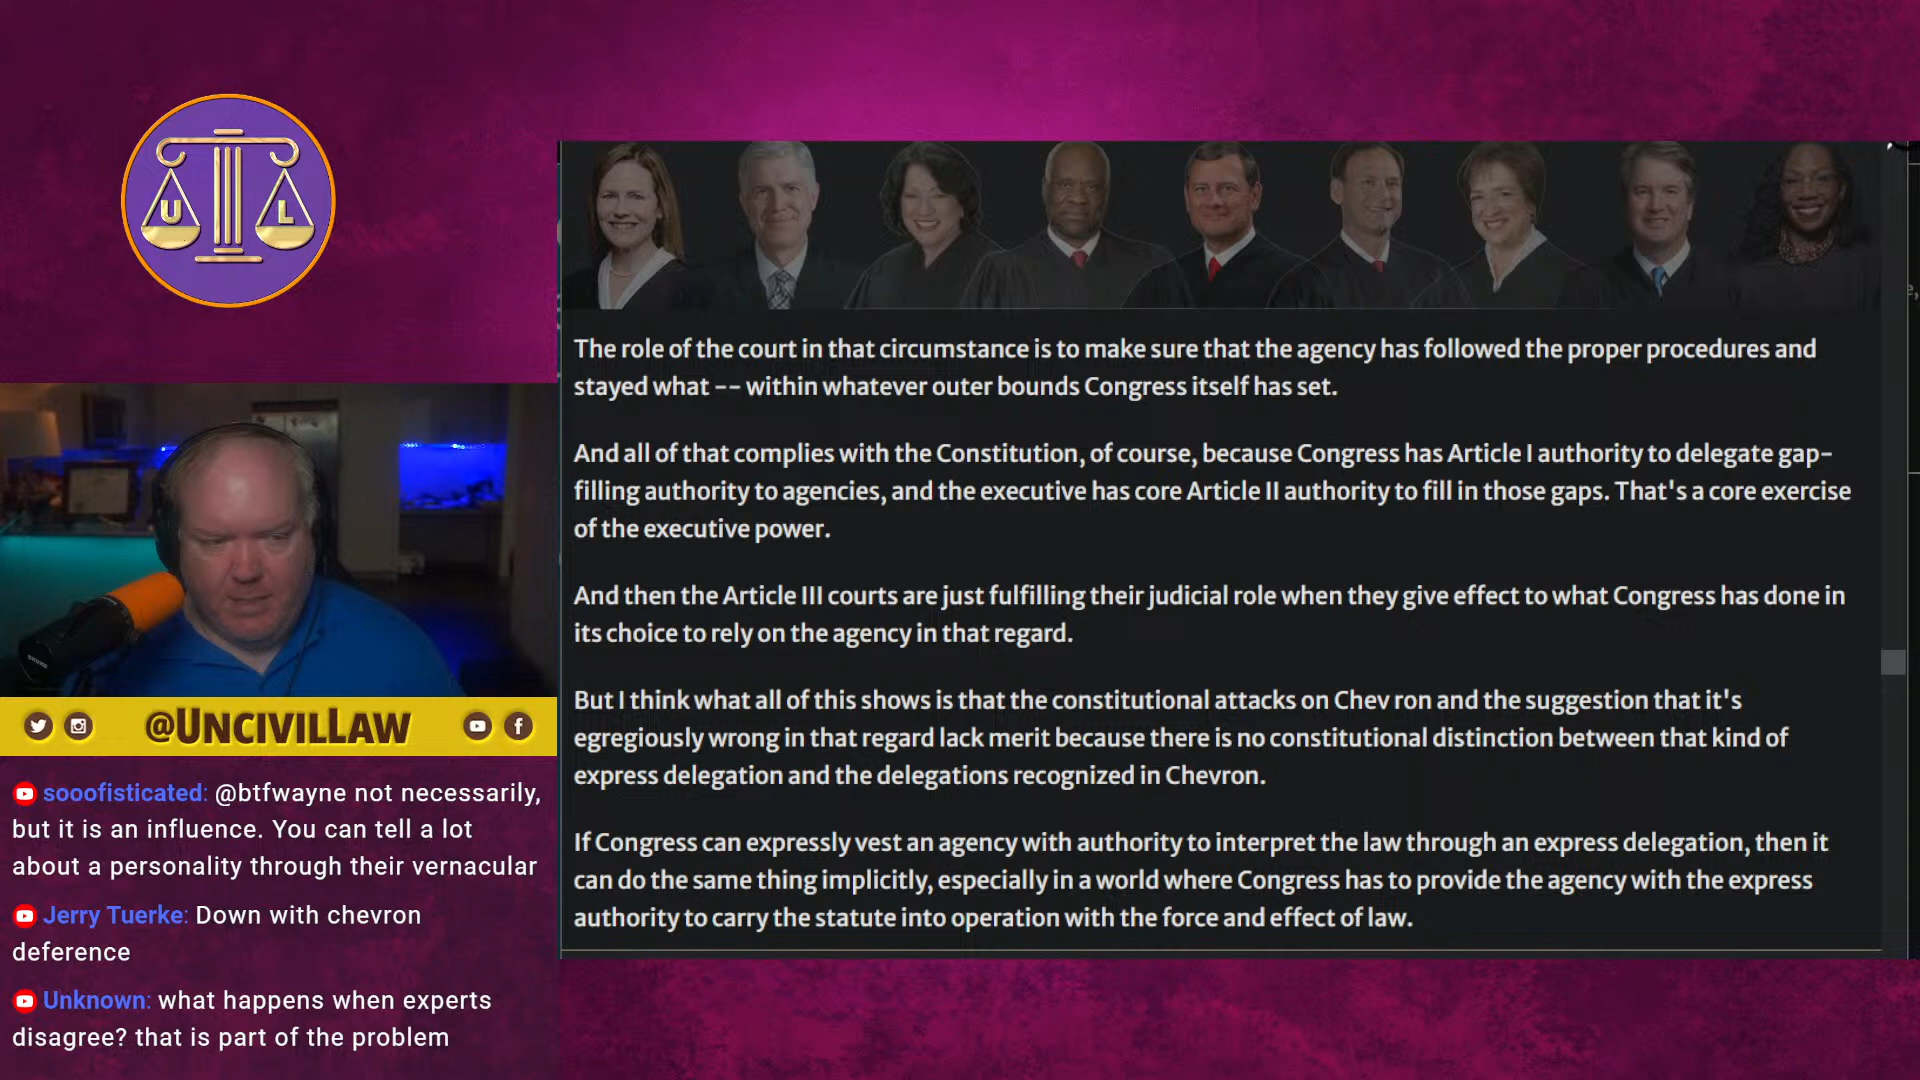 U L
The role of the court in that circumstance is to make sure that the agency has followed the proper procedures and
stayed what -- within whatever outer bounds Congress itself has set.
And all of that complies with the Constitution, of course, because Congress has Article I authority to delegate gap-
filling authority to agencies, and the executive has core Article II authority to fill in those gaps. That's a core exercise
of the executive power.
And then the Article III courts are just fulfilling their judicial role when they give effect to what Congress has done in
its choice to rely on the agency in that regard.
But I think what all of this shows is that the constitutional attacks on Chev ron and the suggestion that it's
egregiously wrong in that regard lack merit because there is no constitutional distinction between that kind of
express delegation and the delegations recognized in Chevron.
If Congress can expressly vest an agency with authority to interpret the law through an express delegation, then it
can do the same thing implicitly, especially in a world where Congress has to provide the agency with the express
authority to carry the statute into operation with the force and effect of law.
SHURE
@UNCIVILLAW
sooofisticated: @btfwayne not necessarily,
but it is an influence. You can tell a lot
about a personality through their vernacular
Jerry Tuerke: Down with chevron
deference
Unknown: what happens when experts
disagree? that is part of the problem